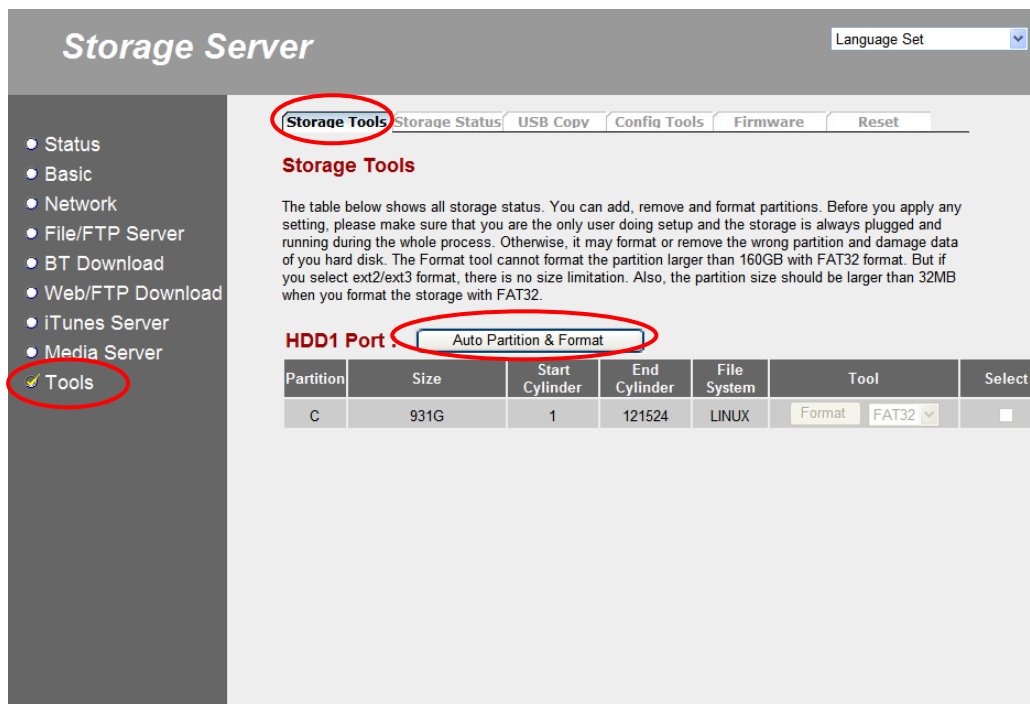 Storage Server
Language Set
Status
Basic
Network
File/FTP Server
BT Download
Web/FTP Download
iTunes Server
Media Server
Tools
Storage Tools Storage Status USB Copy Config Tools Firmware Reset
Storage Tools
The table below shows all storage status. You can add, remove and format partitions. Before you apply any
setting, please make sure that you are the only user doing setup and the storage is always plugged and
running during the whole process. Otherwise, it may format or remove the wrong partition and damage data
of you hard disk. The Format tool cannot format the partition larger than 160GB with FAT32 format. But if
you select ext2/ext3 format, there is no size limitation. Also, the partition size should be larger than 32MB
when you format the storage with FAT32.
HDD1 Port : Auto Partition & Format
Partition Size Start Cylinder End Cylinder File System Tool Select
C 931G 1 121524 LINUX Format FAT32